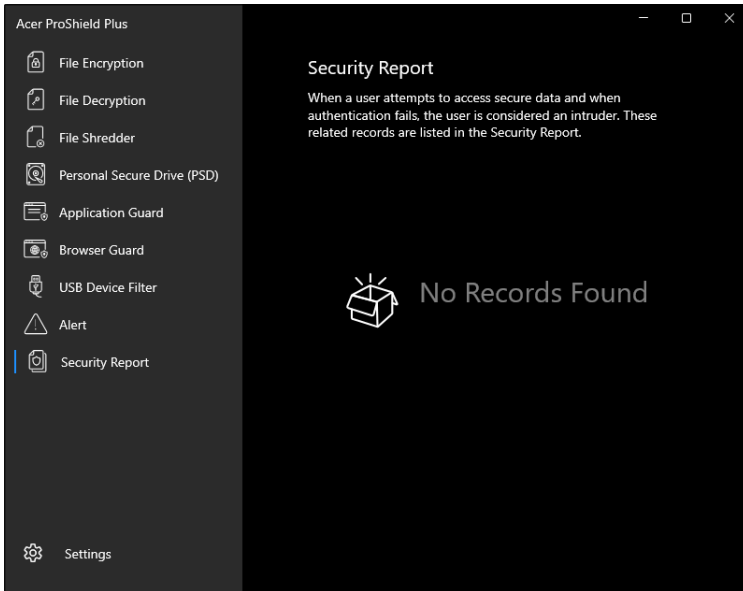 Acer ProShield Plus
File Encryption
File Decryption
File Shredder
Personal Secure Drive (PSD)
Application Guard
Browser Guard
USB Device Filter
Alert
Security Report
Settings
Security Report
When a user attempts to access secure data and when
authentication fails, the user is considered an intruder. These
related records are listed in the Security Report.
No Records Found